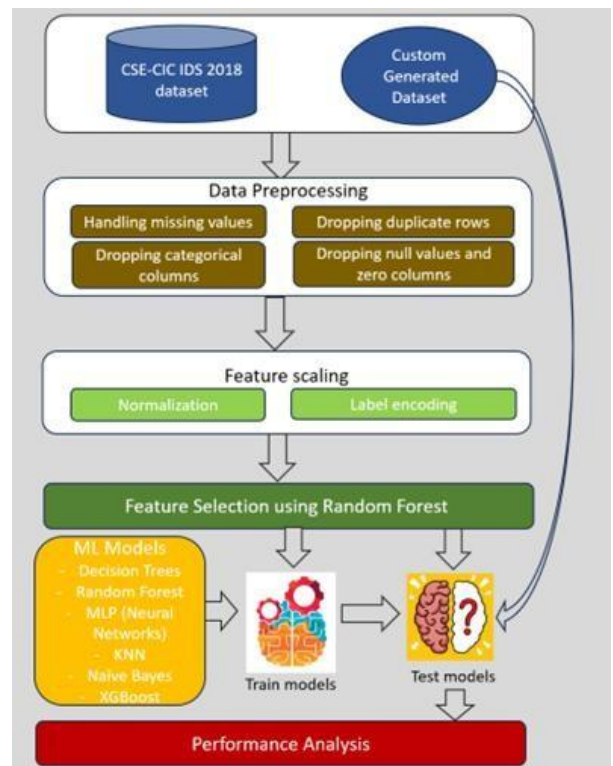 CSE-CIC IDS 2018
dataset
Custom
Generated
Dataset
Data Preprocessing
Handling missing values
Dropping duplicate rows
Dropping categorical
columns
Dropping null values and
zero columns
Feature scaling
Normalization
Label encoding
Feature Selection using Random Forest
ML Models
- Decision Trees
- Random Forest
- MLP (Neural
Networks)
- KNN
- Naïve Bayes
- XGBoost
?
Train models
Test models
Performance Analysis